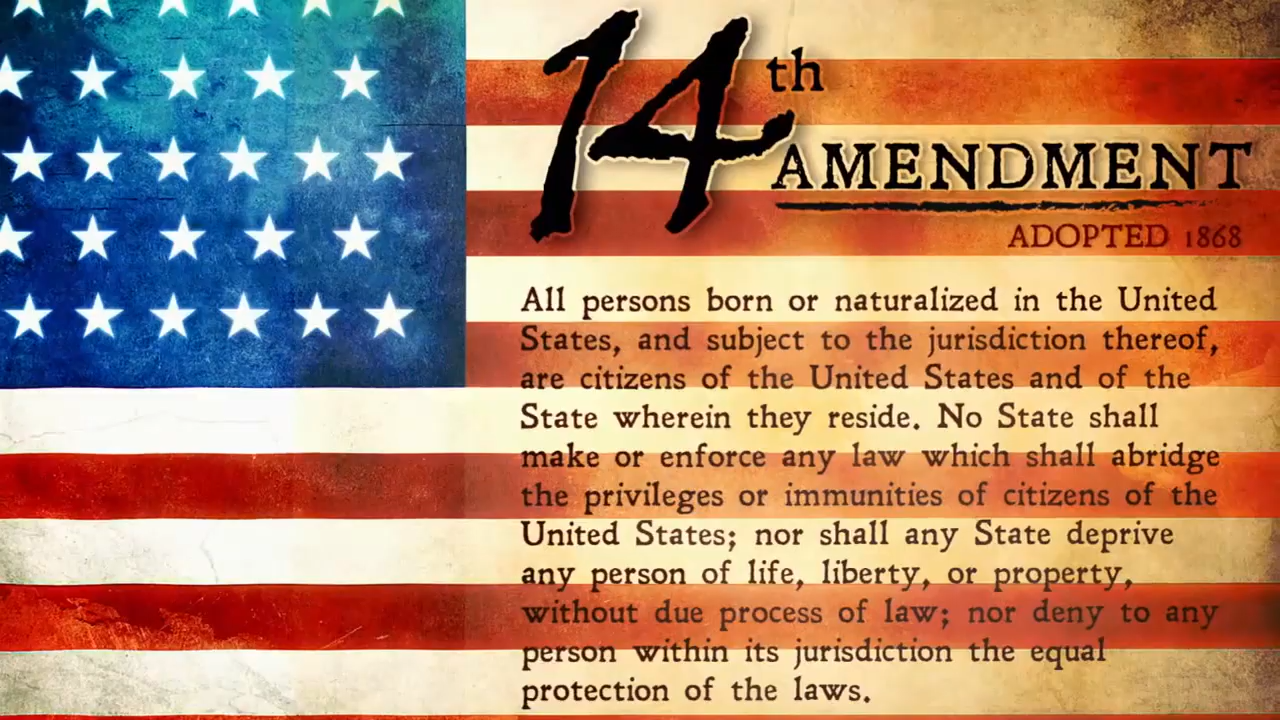 14th
AMENDMENT
ADOPTED 1868
All persons born or naturalized in the United
States, and subject to the jurisdiction thereof,
are citizens of the United States and of the
State wherein they reside. No State shall
make or enforce any law which shall abridge
the privileges or immunities of citizens of the
United States; nor shall any State deprive
any person of life, liberty, or property,
without due process of law; nor deny to any
person within its jurisdiction the equal
protection of the laws.